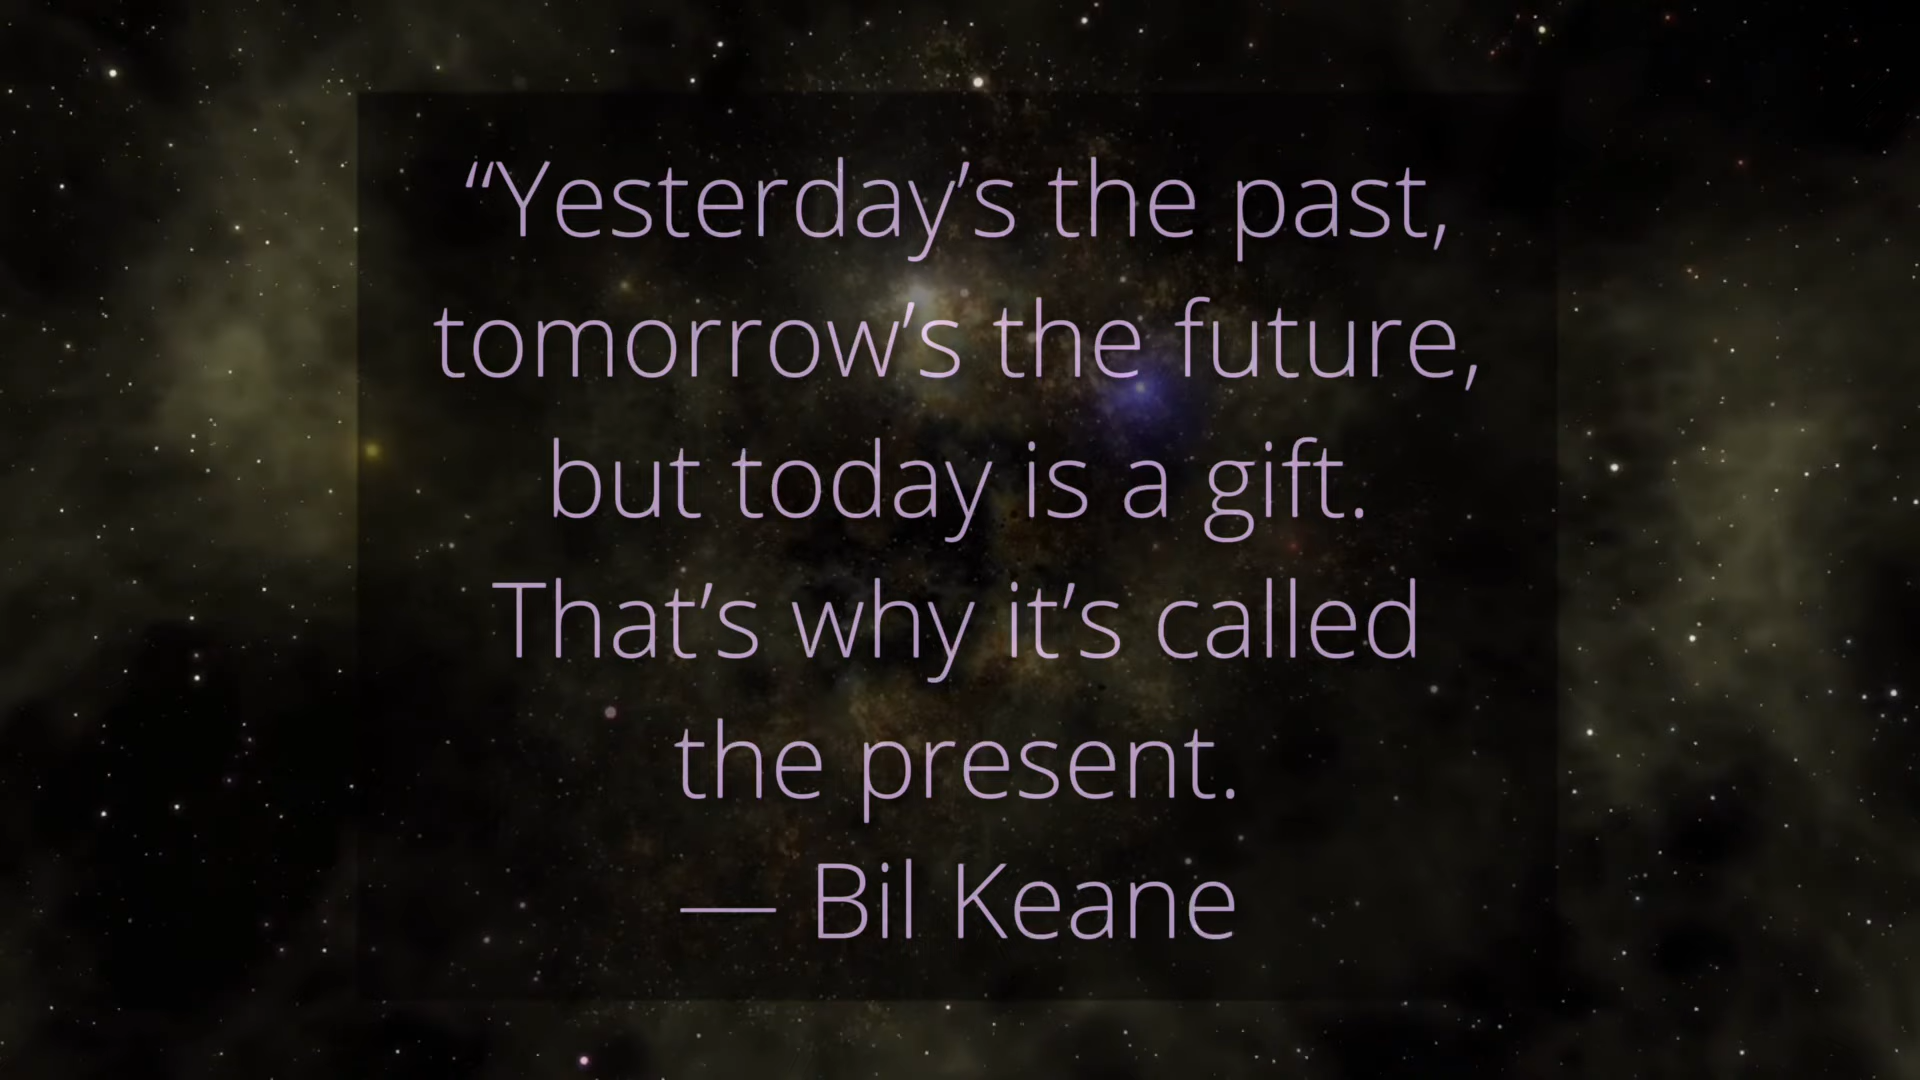 “Yesterday’s the past,
tomorrow’s the future,
but today is a gift.
That’s why it’s called
the present.
— Bil Keane